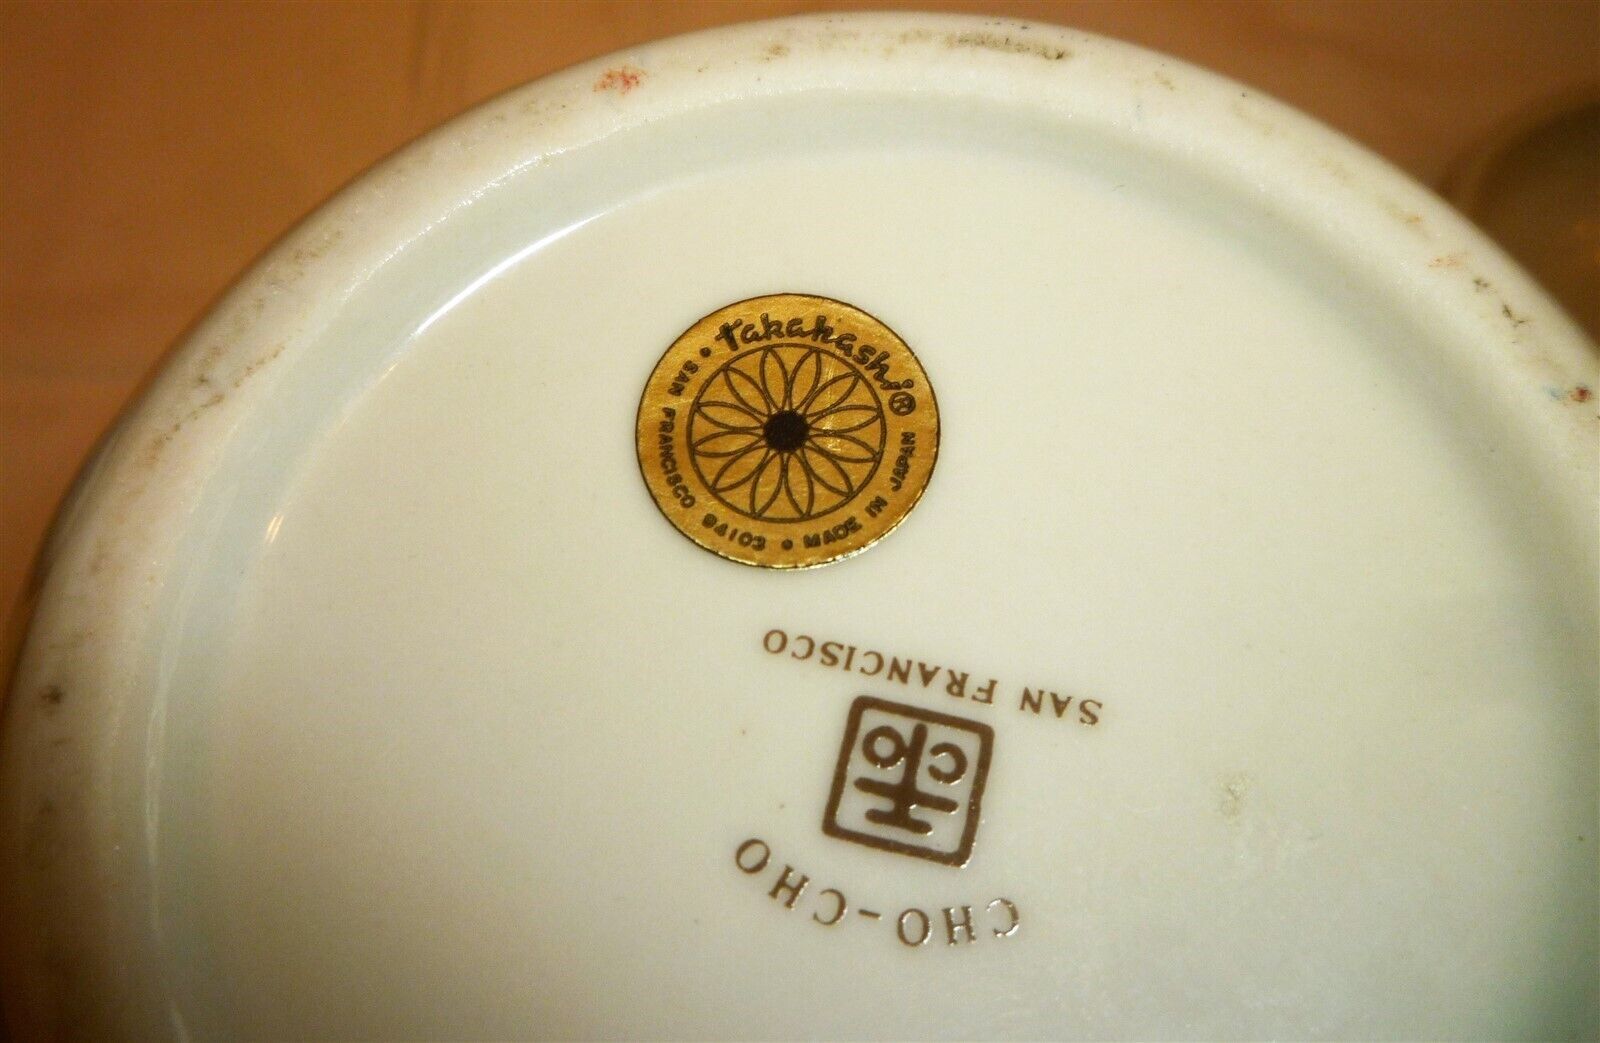 Takahashi®
• SAN FRANCISCO 94103 • MADE IN JAPAN
CHO-CHO
SAN FRANCISCO